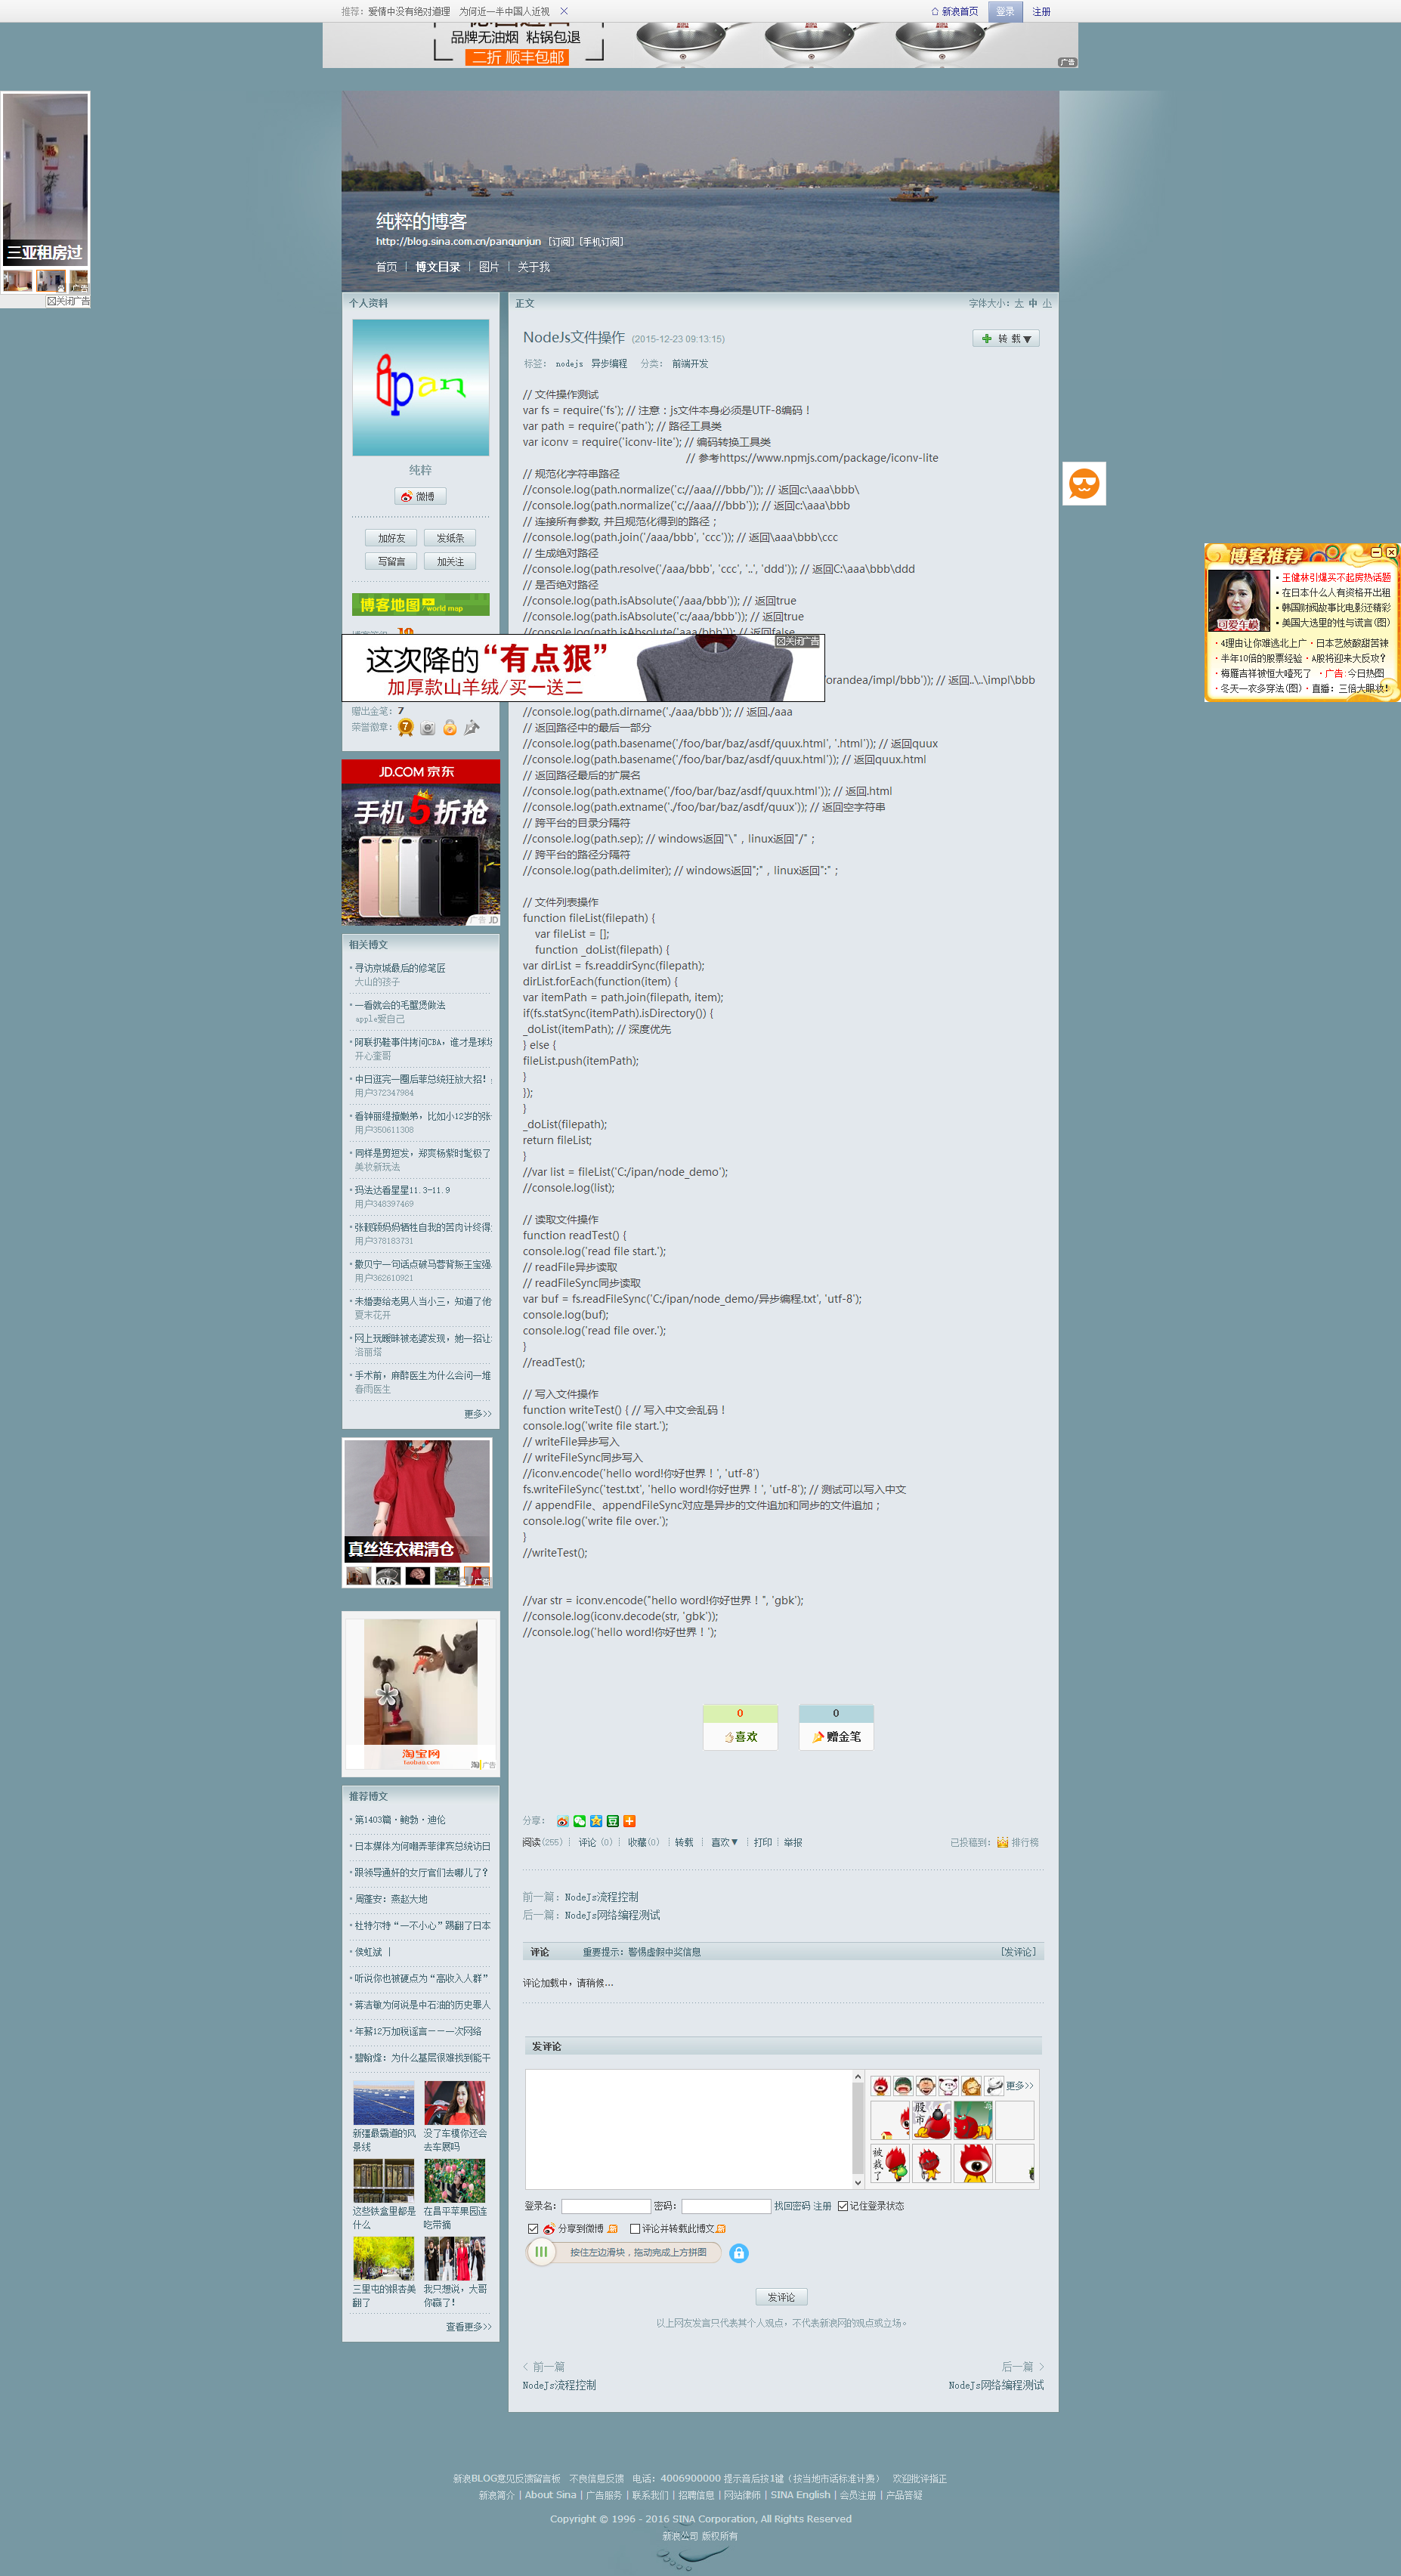 推荐：爱情中没有绝对道理 为何近一半中国人近视
新浪首页 登录 注册
品牌无油烟 粘锅包退
二折 顺丰包邮
广告
三亚租房过
广告
关闭广告
纯粹的博客
http://blog.sina.com.cn/panqunjun [订阅] [手机订阅]
首页 | 博文目录 | 图片 | 关于我
个人资料
ipan
纯粹
微博
加好友 发纸条
写留言 加关注
博客地图 world map
关闭广告
这次降的“有点狠”
加厚款山羊绒/买一送二
赠出金笔：7
荣誉徽章：
JD.COM 京东
手机5折抢
广告 JD
相关博文
寻访京城最后的修笔匠
大山的孩子
一看就会的毛蟹煲做法
apple爱自己
阿联扔鞋事件拷问CBA，谁才是球场
开心奎哥
中日逛完一圈后菲总统狂放大招！
用户372347984
看钟丽缇撞嫩弟，比如小12岁的张
用户350611308
同样是剪短发，郑爽杨紫时髦极了
美妆新玩法
玛法达看星星11.3~11.9
用户348397469
张靓颖妈妈牺牲自我的苦肉计终得
用户378183731
撒贝宁一句话点破马蓉背叛王宝强
用户362610921
未婚妻给老男人当小三，知道了他
夏末花开
网上玩暧昧被老婆发现，她一招让
洛丽塔
手术前，麻醉医生为什么会问一堆
春雨医生
更多>>
真丝连衣裙清仓
广告
淘宝网
taobao.com
广告
推荐博文
第1403篇·鲍勃·迪伦
日本媒体为何嘲弄菲律宾总统访日
跟领导通奸的女厅官们去哪儿了？
周蓬安：燕赵大地
杜特尔特“一不小心”踢翻了日本
侯虹斌 |
听说你也被硬点为“高收入人群”
蒋洁敏为何说是中石油的历史罪人
年薪12万加税谣言－－一次网络
碧翰烽：为什么基层很难找到能干
新疆最霸道的风景线
没了车模你还会去车展吗
这些铁盒里都是什么
在昌平苹果园连吃带摘
三里屯的银杏美翻了
我只想说，大哥你赢了！
查看更多>>
正文 字体大小：大 中 小
NodeJs文件操作 (2015-12-23 09:13:15)
转载
标签： nodejs 异步编程 分类： 前端开发
// 文件操作测试
var fs = require('fs'); // 注意：js文件本身必须是UTF-8编码！
var path = require('path'); // 路径工具类
var iconv = require('iconv-lite'); // 编码转换工具类
// 参考https://www.npmjs.com/package/iconv-lite
// 规范化字符串路径
//console.log(path.normalize('c://aaa///bbb/')); // 返回c:\aaa\bbb\
//console.log(path.normalize('c://aaa///bbb')); // 返回c:\aaa\bbb
// 连接所有参数, 并且规范化得到的路径；
//console.log(path.join('/aaa/bbb', 'ccc')); // 返回\aaa\bbb\ccc
// 生成绝对路径
//console.log(path.resolve('/aaa/bbb', 'ccc', '..', 'ddd')); // 返回C:\aaa\bbb\ddd
// 是否绝对路径
//console.log(path.isAbsolute('/aaa/bbb')); // 返回true
//console.log(path.isAbsolute('c:/aaa/bbb')); // 返回true
//console.log(path.isAbsolute('aaa/bbb')); // 返回false
'orandea/impl/bbb')); // 返回..\..\impl\bbb
//console.log(path.dirname('./aaa/bbb')); // 返回./aaa
// 返回路径中的最后一部分
//console.log(path.basename('/foo/bar/baz/asdf/quux.html', '.html')); // 返回quux
//console.log(path.basename('/foo/bar/baz/asdf/quux.html')); // 返回quux.html
// 返回路径最后的扩展名
//console.log(path.extname('/foo/bar/baz/asdf/quux.html')); // 返回.html
//console.log(path.extname('./foo/bar/baz/asdf/quux')); // 返回空字符串
// 跨平台的目录分隔符
//console.log(path.sep); // windows返回"\"，linux返回"/"；
// 跨平台的路径分隔符
//console.log(path.delimiter); // windows返回";"，linux返回":"；
// 文件列表操作
function fileList(filepath) {
var fileList = [];
function _doList(filepath) {
var dirList = fs.readdirSync(filepath);
dirList.forEach(function(item) {
var itemPath = path.join(filepath, item);
if(fs.statSync(itemPath).isDirectory()) {
_doList(itemPath); // 深度优先
} else {
fileList.push(itemPath);
}
});
}
_doList(filepath);
return fileList;
}
//var list = fileList('C:/ipan/node_demo');
//console.log(list);
// 读取文件操作
function readTest() {
console.log('read file start.');
// readFile异步读取
// readFileSync同步读取
var buf = fs.readFileSync('C:/ipan/node_demo/异步编程.txt', 'utf-8');
console.log(buf);
console.log('read file over.');
}
//readTest();
// 写入文件操作
function writeTest() { // 写入中文会乱码！
console.log('write file start.');
// writeFile异步写入
// writeFileSync同步写入
//iconv.encode('hello word!你好世界！', 'utf-8')
fs.writeFileSync('test.txt', 'hello word!你好世界！', 'utf-8'); // 测试可以写入中文
// appendFile、appendFileSync对应是异步的文件追加和同步的文件追加；
console.log('write file over.');
}
//writeTest();
//var str = iconv.encode("hello word!你好世界！", 'gbk');
//console.log(iconv.decode(str, 'gbk'));
//console.log('hello word!你好世界！');
0 0
喜欢 赠金笔
分享：
阅读(255) | 评论 (0) | 收藏(0) | 转载 | 喜欢▼ | 打印 | 举报
已投稿到： 排行榜
前一篇：NodeJs流程控制
后一篇：NodeJs网络编程测试
评论 重要提示：警惕虚假中奖信息 [发评论]
评论加载中，请稍候...
发评论
更多>>
股市
被裁了
登录名： 密码： 找回密码 注册 记住登录状态
分享到微博 评论并转载此博文
按住左边滑块，拖动完成上方拼图
发评论
以上网友发言只代表其个人观点，不代表新浪网的观点或立场。
< 前一篇 后一篇 >
NodeJs流程控制 NodeJs网络编程测试
博客推荐
可爱车模
王健林引爆买不起房热话题
在日本什么人有资格开出租
韩国财阀故事比电影还精彩
美国大选里的性与谎言(图)
4理由让你难逃北上广·日本艺妓酸甜苦辣
半年10倍的股票经验·A股将迎来大反攻？
梅雁吉祥被恒大噎死了 ·广告:今日热图
冬天一衣多穿法(图)·直播：三倍大眼妆!
新浪BLOG意见反馈留言板 不良信息反馈 电话：4006900000 提示音后按1键（按当地市话标准计费） 欢迎批评指正
新浪简介 | About Sina | 广告服务 | 联系我们 | 招聘信息 | 网站律师 | SINA English | 会员注册 | 产品答疑
Copyright © 1996 - 2016 SINA Corporation, All Rights Reserved
新浪公司 版权所有